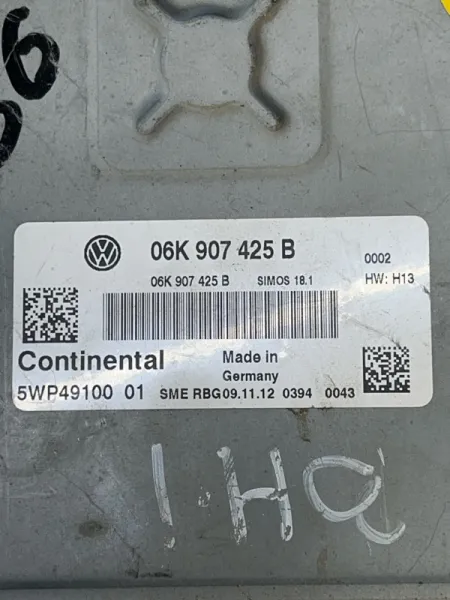 06K 907 425 B
0002
06K 907 425 B SIMOS 18.1
HW: H13
Continental
Made in
Germany
5WP49100 01 SME RBG09.11.12 0394 0043